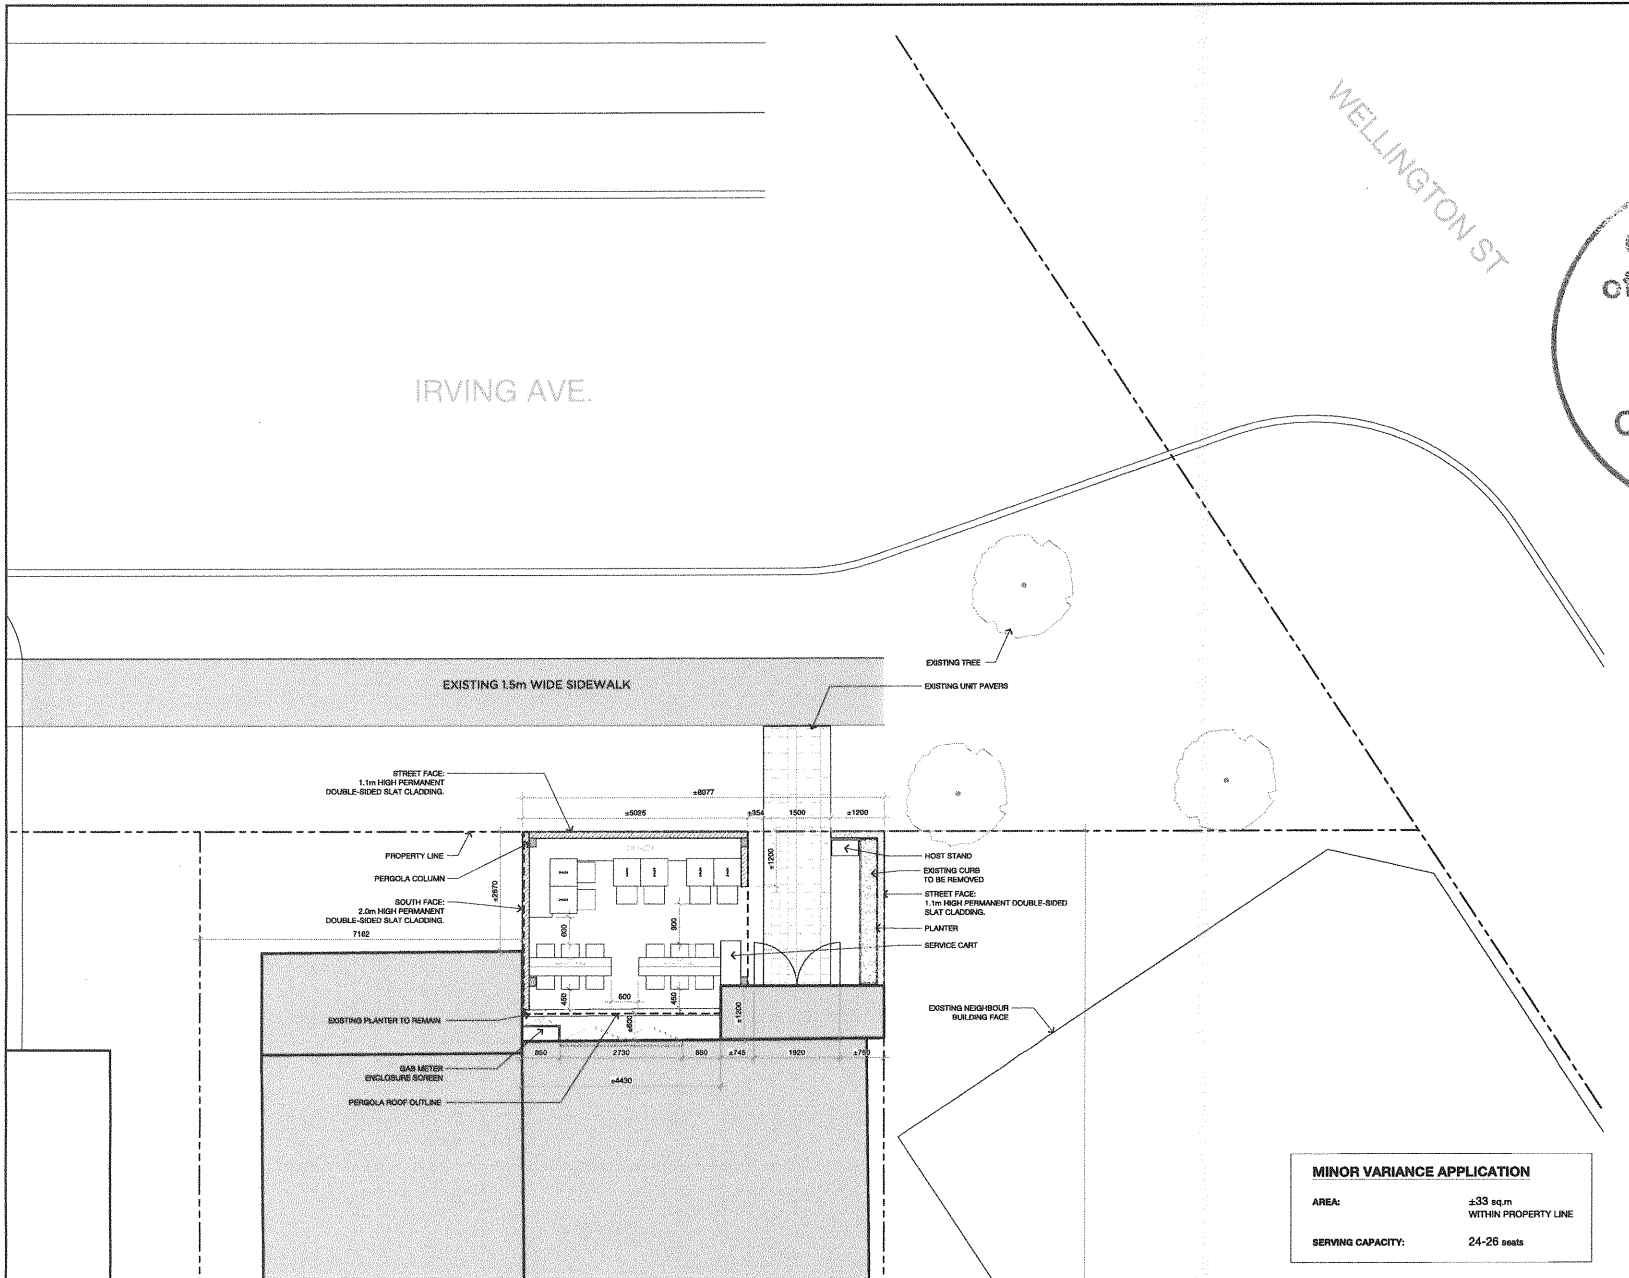 WELLINGTON ST
IRVING AVE.
EXISTING TREE
EXISTING 1.5m WIDE SIDEWALK
EXISTING UNIT PAVERS
STREET FACE:
1.1m HIGH PERMANENT
DOUBLE-SIDED SLAT CLADDING.
±8077
±5025
±354
1500
±1200
PROPERTY LINE
PERGOLA COLUMN
±2670
±1200
HOST STAND
EXISTING CURB
TO BE REMOVED
SOUTH FACE:
2.0m HIGH PERMANENT
DOUBLE-SIDED SLAT CLADDING.
STREET FACE:
1.1m HIGH PERMANENT DOUBLE-SIDED
SLAT CLADDING.
PLANTER
7162
600
900
SERVICE CART
450
600
450
EXISTING PLANTER TO REMAIN
±600
±1200
EXISTING NEIGHBOUR
BUILDING FACE
850
2730
860
±745
1920
±750
GAS METER
ENCLOSURE SCREEN
±4430
PERGOLA ROOF OUTLINE
MINOR VARIANCE APPLICATION
AREA:
±33 sq.m
WITHIN PROPERTY LINE
SERVING CAPACITY:
24-26 seats